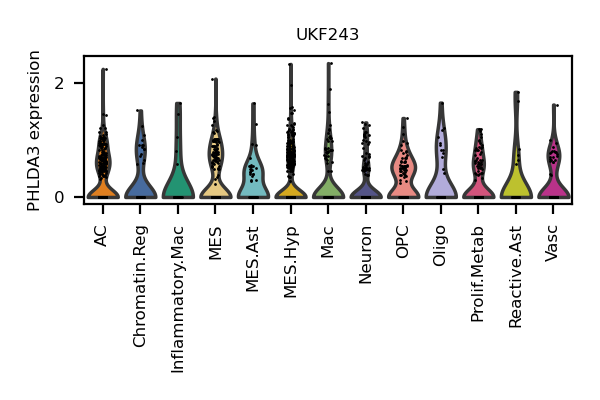 UKF243
PHLDA3 expression
2
0
AC
Chromatin.Reg
Inflammatory.Mac
MES
MES.Ast
MES.Hyp
Mac
Neuron
OPC
Oligo
Prolif.Metab
Reactive.Ast
Vasc